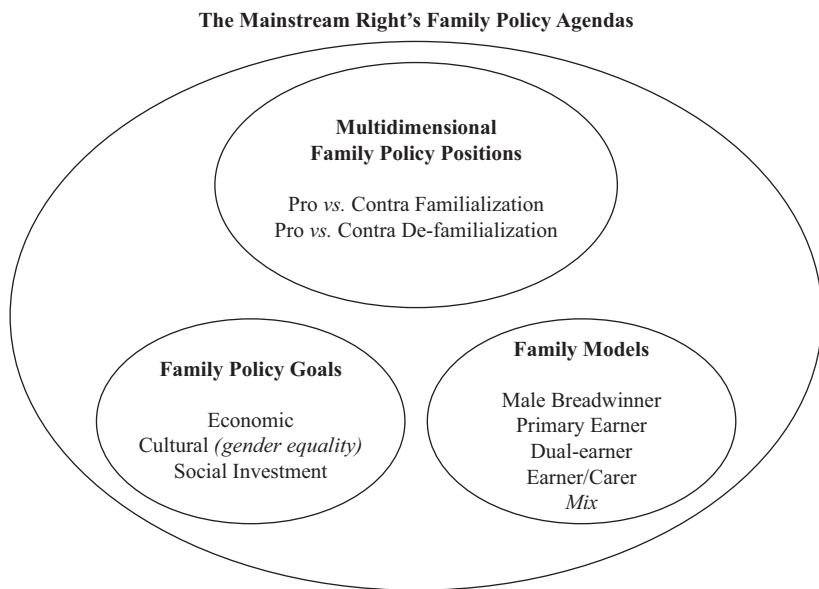 The Mainstream Right's Family Policy Agendas
Multidimensional
Family Policy Positions
Pro vs. Contra Familialization
Pro vs. Contra De-familialization
Family Policy Goals
Economic
Cultural (gender equality)
Social Investment
Family Models
Male Breadwinner
Primary Earner
Dual-earner
Earner/Carer
Mix